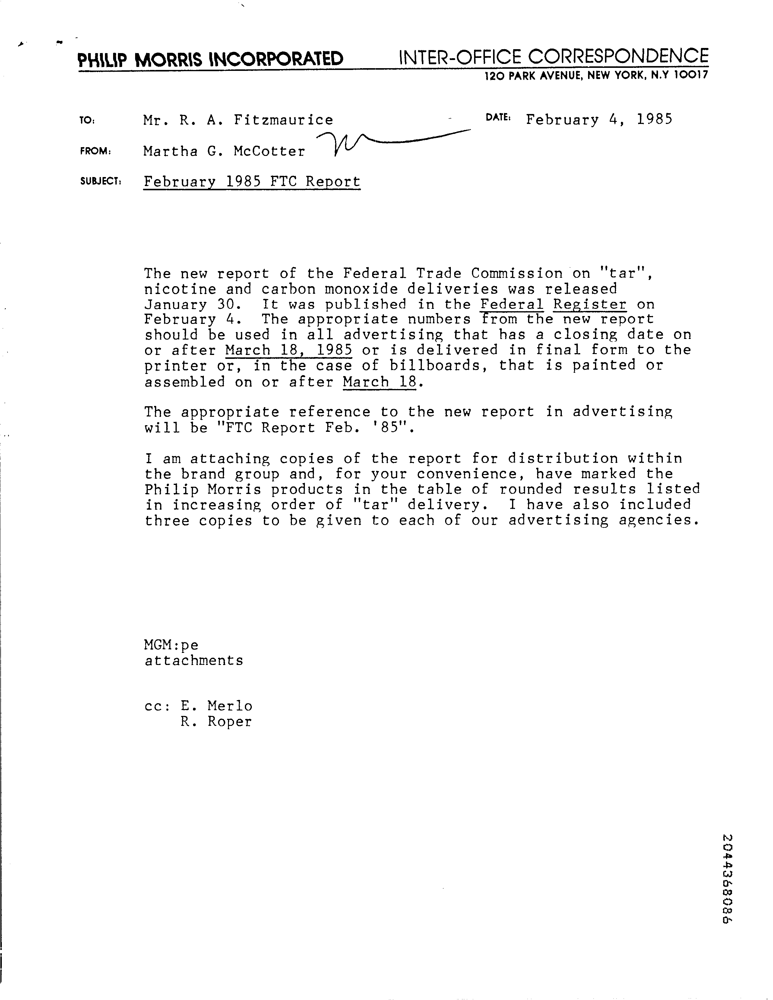 PHILIP MORRIS INCORPORATED INTER-OFFICE CORRESPONDENCE
120 PARK AVENUE, NEW YORK, N.Y 10017
TO: Mr. R. A. Fitzmaurice DATE: February 4, 1985
FROM: Martha G. McCotter
SUBJECT: February 1985 FTC Report
The new report of the Federal Trade Commission on "tar",
nicotine and carbon monoxide deliveries was released
January 30. It was published in the Federal Register on
February 4. The appropriate numbers from the new report
should be used in all advertising that has a closing date on
or after March 18, 1985 or is delivered in final form to the
printer or, in the case of billboards, that is painted or
assembled on or after March 18.
The appropriate reference to the new report in advertising
will be "FTC Report Feb. '85".
I am attaching copies of the report for distribution within
the brand group and, for your convenience, have marked the
Philip Morris products in the table of rounded results listed
in increasing order of "tar" delivery. I have also included
three copies to be given to each of our advertising agencies.
MGM:pe
attachments
cc: E. Merlo
R. Roper
2044368086